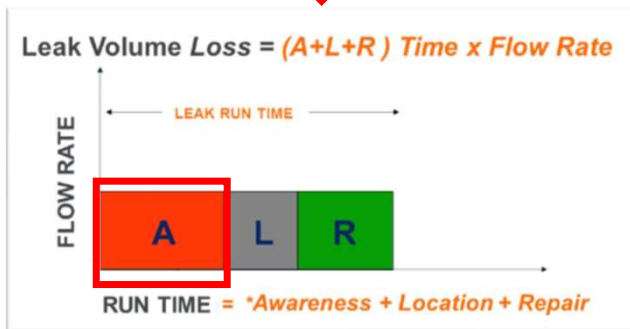 Leak Volume Loss = (A+L+R ) Time x Flow Rate
LEAK RUN TIME
FLOW RATE
A L R
RUN TIME = *Awareness + Location + Repair